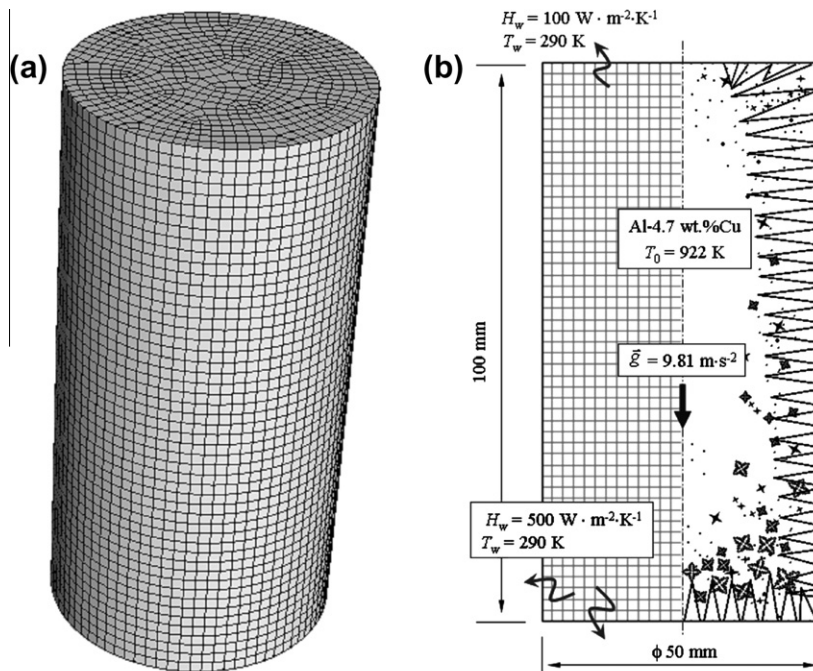 (a)
(b)
H_w = 100 W · m⁻²·K⁻¹
T_w = 290 K
Al-4.7 wt.%Cu
T₀ = 922 K
100 mm
g⃗ = 9.81 m·s⁻²
H_w = 500 W · m⁻²·K⁻¹
T_w = 290 K
ϕ 50 mm